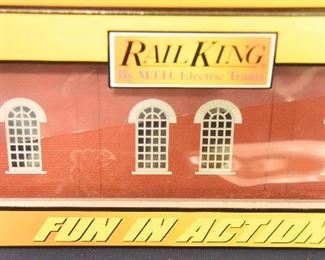 RAIL KING
By M.T.H. Electric Trains
FUN IN ACTION